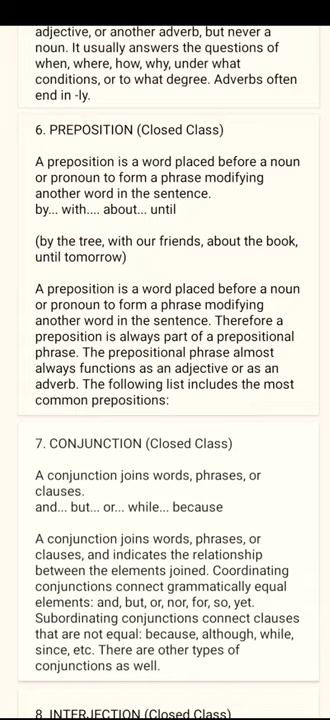 adjective, or another adverb, but never a
noun. It usually answers the questions of
when, where, how, why, under what
conditions, or to what degree. Adverbs often
end in -ly.
6. PREPOSITION (Closed Class)
A preposition is a word placed before a noun
or pronoun to form a phrase modifying
another word in the sentence.
by... with.... about... until
(by the tree, with our friends, about the book,
until tomorrow)
A preposition is a word placed before a noun
or pronoun to form a phrase modifying
another word in the sentence. Therefore a
preposition is always part of a prepositional
phrase. The prepositional phrase almost
always functions as an adjective or as an
adverb. The following list includes the most
common prepositions:
7. CONJUNCTION (Closed Class)
A conjunction joins words, phrases, or
clauses.
and... but... or... while... because
A conjunction joins words, phrases, or
clauses, and indicates the relationship
between the elements joined. Coordinating
conjunctions connect grammatically equal
elements: and, but, or, nor, for, so, yet.
Subordinating conjunctions connect clauses
that are not equal: because, although, while,
since, etc. There are other types of
conjunctions as well.
8. INTERJECTION (Closed Class)